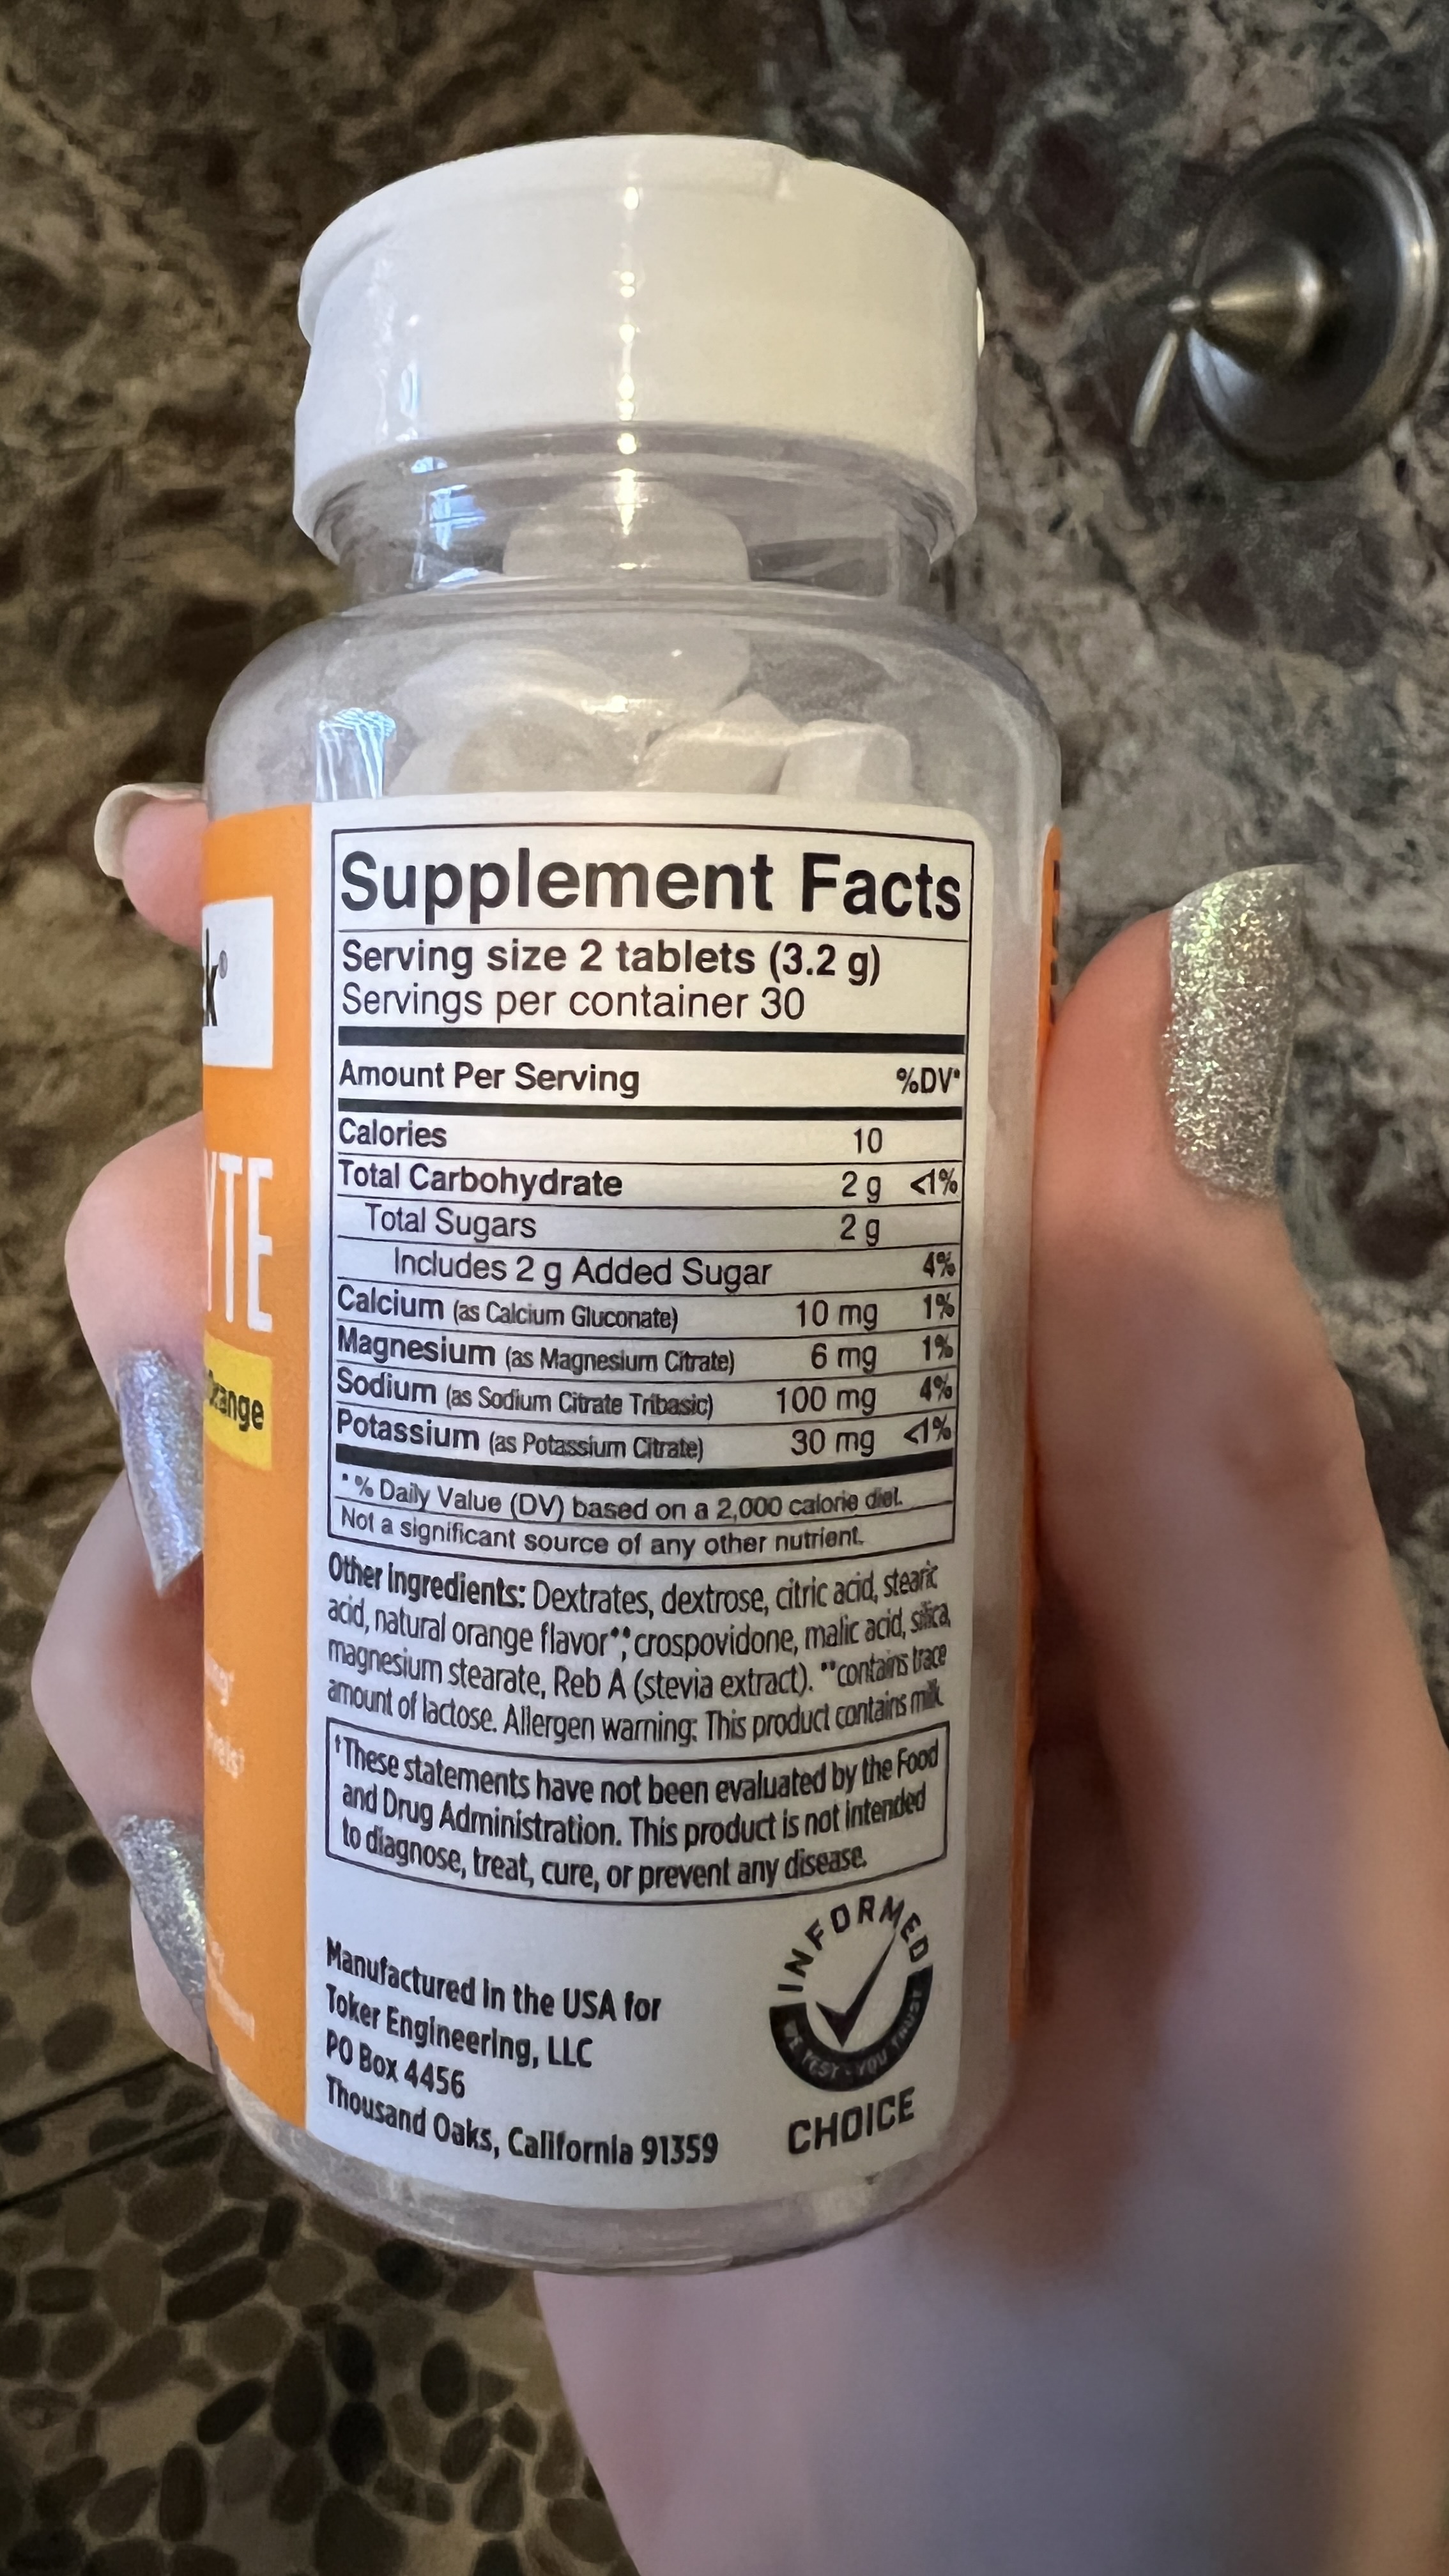 Supplement Facts
Serving size 2 tablets (3.2 g)
Servings per container 30
Amount Per Serving %DV*
Calories 10
Total Carbohydrate 2 g <1%
Total Sugars 2 g
Includes 2 g Added Sugar 4%
Calcium (as Calcium Gluconate) 10 mg 1%
Magnesium (as Magnesium Citrate) 6 mg 1%
Sodium (as Sodium Citrate Tribasic) 100 mg 4%
Potassium (as Potassium Citrate) 30 mg <1%
* % Daily Value (DV) based on a 2,000 calorie diet.
Not a significant source of any other nutrient.
Other ingredients: Dextrates, dextrose, citric acid, stearic
acid, natural orange flavor**, crospovidone, malic acid, silica,
magnesium stearate, Reb A (stevia extract). **contains trace
amount of lactose. Allergen warning: This product contains milk.
†These statements have not been evaluated by the Food
and Drug Administration. This product is not intended
to diagnose, treat, cure, or prevent any disease.
Manufactured in the USA for
Toker Engineering, LLC
PO Box 4456
Thousand Oaks, California 91359
INFORMED
WE TEST • YOU TRUST
CHOICE
k®
YTE
Orange